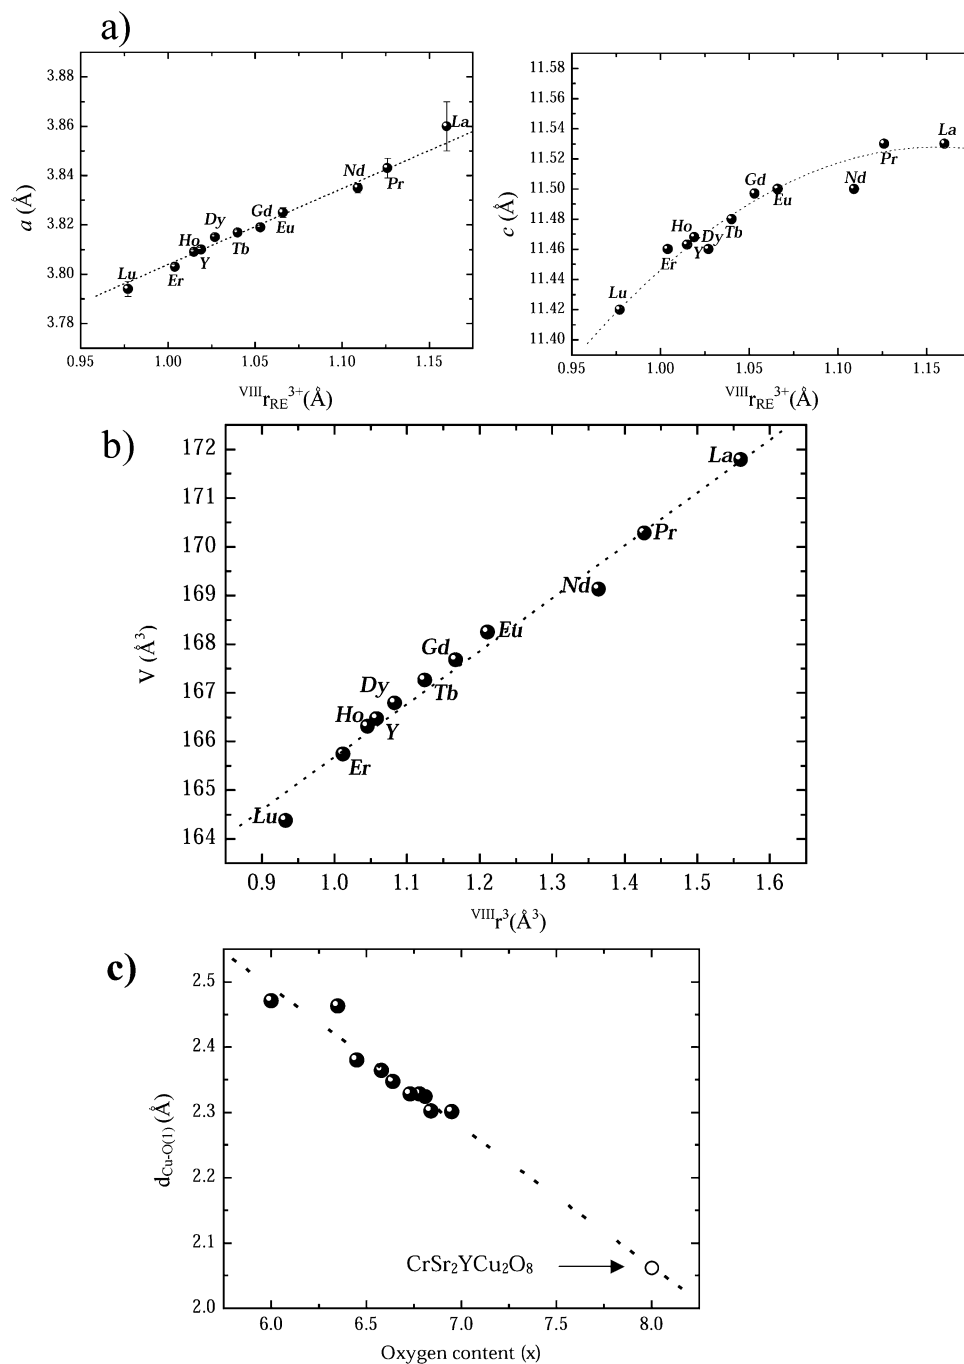 a)
3.88
3.86
3.84
3.82
3.80
3.78
a (Å)
Lu
Er
Ho
Y
Dy
Tb
Gd
Eu
Nd
Pr
La
0.95 1.00 1.05 1.10 1.15
VIIIrRE3+(Å)
11.58
11.56
11.54
11.52
11.50
11.48
11.46
11.44
11.42
11.40
c (Å)
Lu
Er
Ho
Y
Dy
Tb
Gd
Eu
Nd
Pr
La
0.95 1.00 1.05 1.10 1.15
VIIIrRE3+(Å)
b)
172
171
170
169
168
167
166
165
164
V (Å3)
La
Pr
Nd
Eu
Gd
Tb
Dy
Ho
Y
Er
Lu
0.9 1.0 1.1 1.2 1.3 1.4 1.5 1.6
VIIIr3(Å3)
c)
2.5
2.4
2.3
2.2
2.1
2.0
dCu-O(1) (Å)
CrSr2YCu2O8
6.0 6.5 7.0 7.5 8.0
Oxygen content (x)